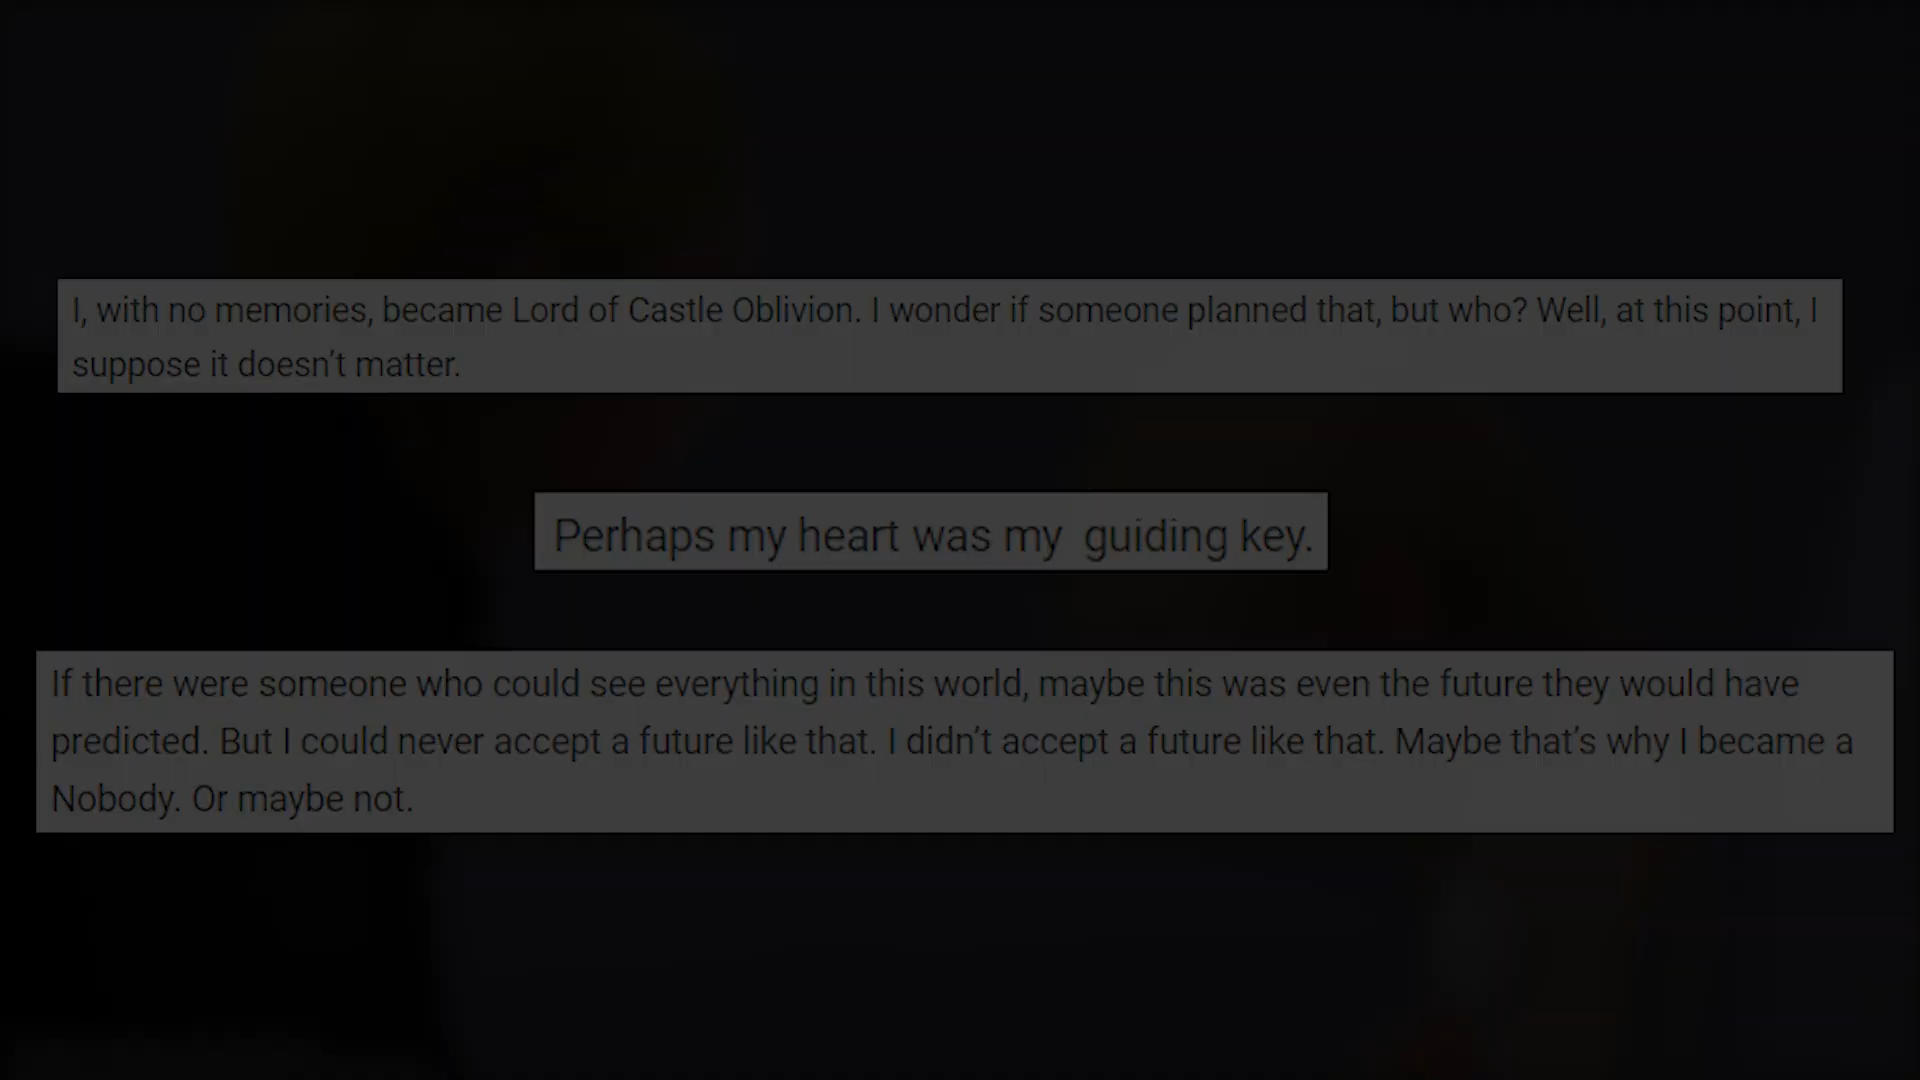 I, with no memories, became Lord of Castle Oblivion. I wonder if someone planned that, but who? Well, at this point, I
suppose it doesn’t matter.
Perhaps my heart was my guiding key.
If there were someone who could see everything in this world, maybe this was even the future they would have
predicted. But I could never accept a future like that. I didn’t accept a future like that. Maybe that’s why I became a
Nobody. Or maybe not.